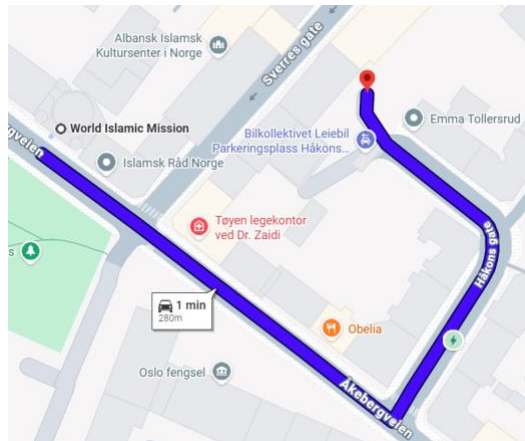 Albansk Islamsk
Kultursenter i Norge
Sverres gate
World Islamic Mission
Emma Tollersrud
Bilkollektivet Leiebil
Parkeringsplass Håkons...
Islamsk Råd Norge
Tøyen legekontor
ved Dr. Zaidi
Håkons gate
1 min
280m
Obelia
Oslo fengsel
Åkebergveien